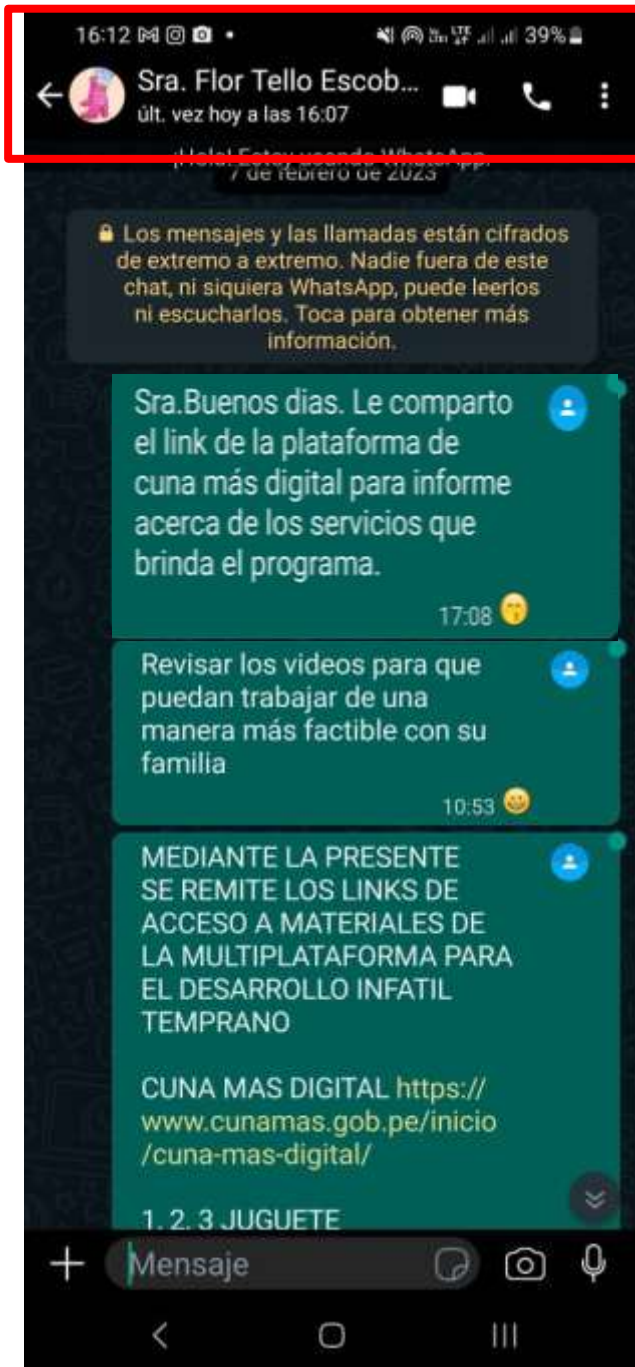 16:12 39%
Sra. Flor Tello Escob...
últ. vez hoy a las 16:07
¡Hola! Estoy usando WhatsApp.
7 de febrero de 2023
Los mensajes y las llamadas están cifrados
de extremo a extremo. Nadie fuera de este
chat, ni siquiera WhatsApp, puede leerlos
ni escucharlos. Toca para obtener más
información.
Sra.Buenos dias. Le comparto
el link de la plataforma de
cuna más digital para informe
acerca de los servicios que
brinda el programa.
17:08
Revisar los videos para que
puedan trabajar de una
manera más factible con su
familia
10:53
MEDIANTE LA PRESENTE
SE REMITE LOS LINKS DE
ACCESO A MATERIALES DE
LA MULTIPLATAFORMA PARA
EL DESARROLLO INFATIL
TEMPRANO
CUNA MAS DIGITAL https://
www.cunamas.gob.pe/inicio
/cuna-mas-digital/
1. 2. 3 JUGUETE
Mensaje